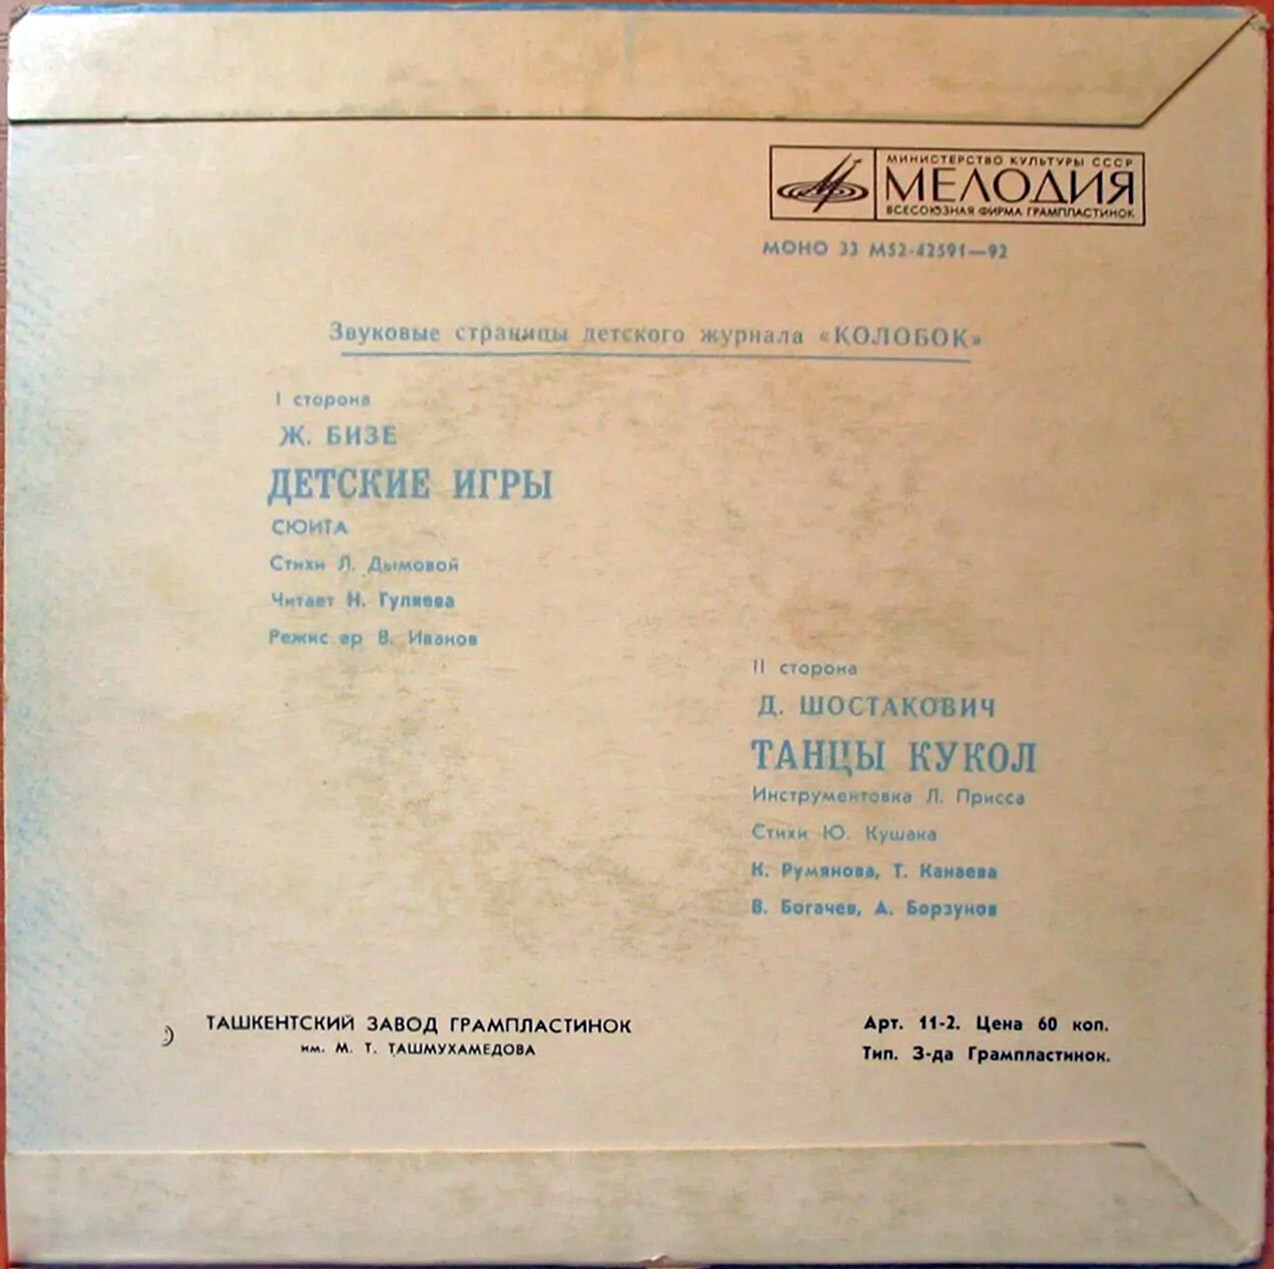 МИНИСТЕРСТВО КУЛЬТУРЫ СССР
МЕЛОДИЯ
ВСЕСОЮЗНАЯ ФИРМА ГРАМПЛАСТИНОК
МОНО 33 М52-42591—92
Звуковые страницы детского журнала «КОЛОБОК»
I сторона
Ж. БИЗЕ
ДЕТСКИЕ ИГРЫ
СЮИТА
Стихи Л. Дымовой
Читает Н. Гуляева
Режис ер В. Иванов
II сторона
Д. ШОСТАКОВИЧ
ТАНЦЫ КУКОЛ
Инструментовка Л. Присса
Стихи Ю. Кушака
К. Румянова, Т. Канаева
В. Богачев, А. Борзунов
ТАШКЕНТСКИЙ ЗАВОД ГРАМПЛАСТИНОК
им. М. Т. ТАШМУХАМЕДОВА
Арт. 11-2. Цена 60 коп.
Тип. З-да Грампластинок.